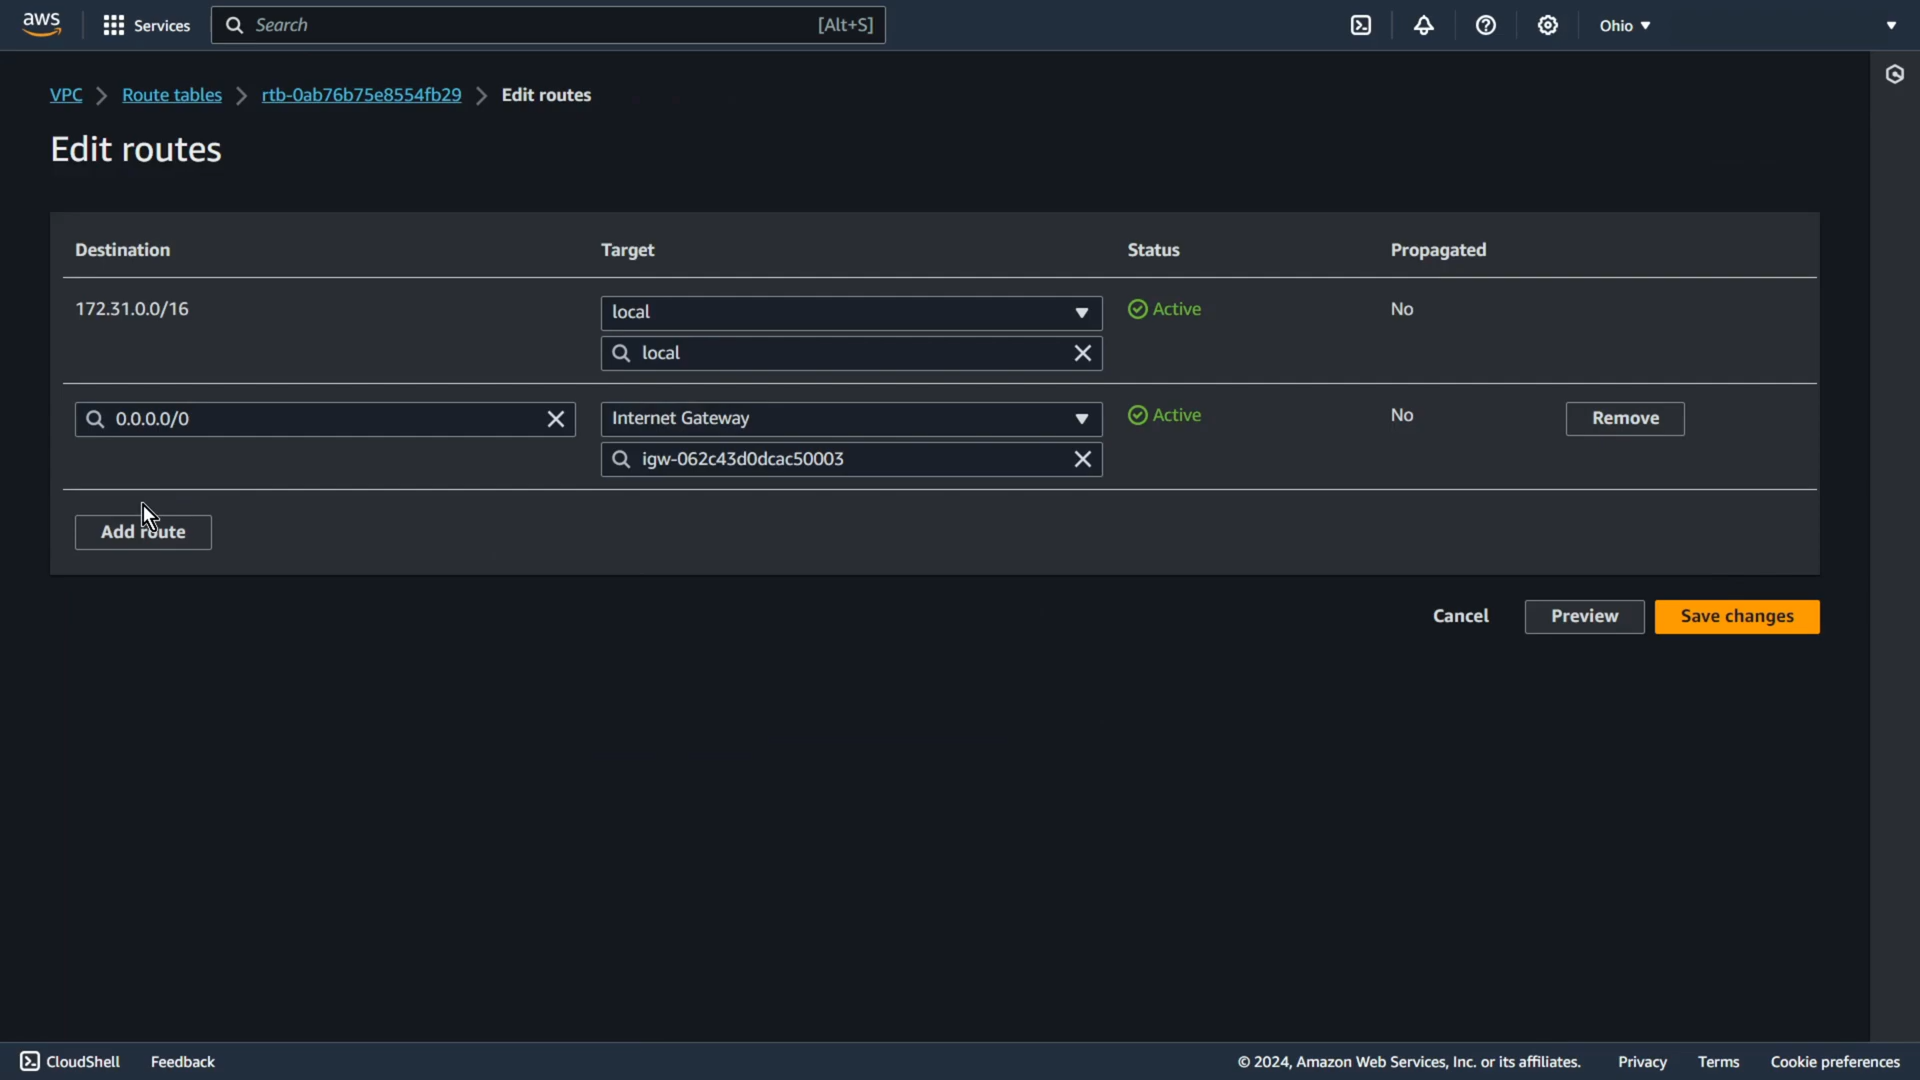 aws Services Search [Alt+S] Ohio
VPC Route tables rtb-0ab76b75e8554fb29 Edit routes
Edit routes
Destination Target Status Propagated
172.31.0.0/16 local Active No
local
0.0.0.0/0 Internet Gateway Active No Remove
igw-062c43d0dcac50003
Add route
Cancel Preview Save changes
CloudShell Feedback © 2024, Amazon Web Services, Inc. or its affiliates. Privacy Terms Cookie preferences